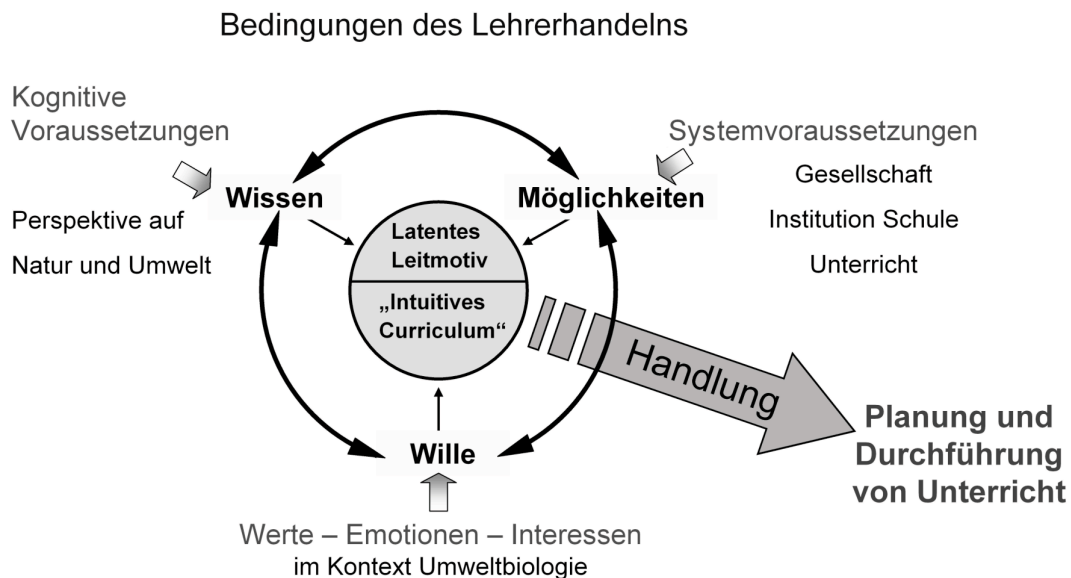 Bedingungen des Lehrerhandelns
Kognitive
Voraussetzungen
Wissen
Perspektive auf
Natur und Umwelt
Systemvoraussetzungen
Möglichkeiten
Gesellschaft
Institution Schule
Unterricht
Latentes
Leitmotiv
„Intuitives
Curriculum“
Handlung
Planung und
Durchführung
von Unterricht
Wille
Werte – Emotionen – Interessen
im Kontext Umweltbiologie